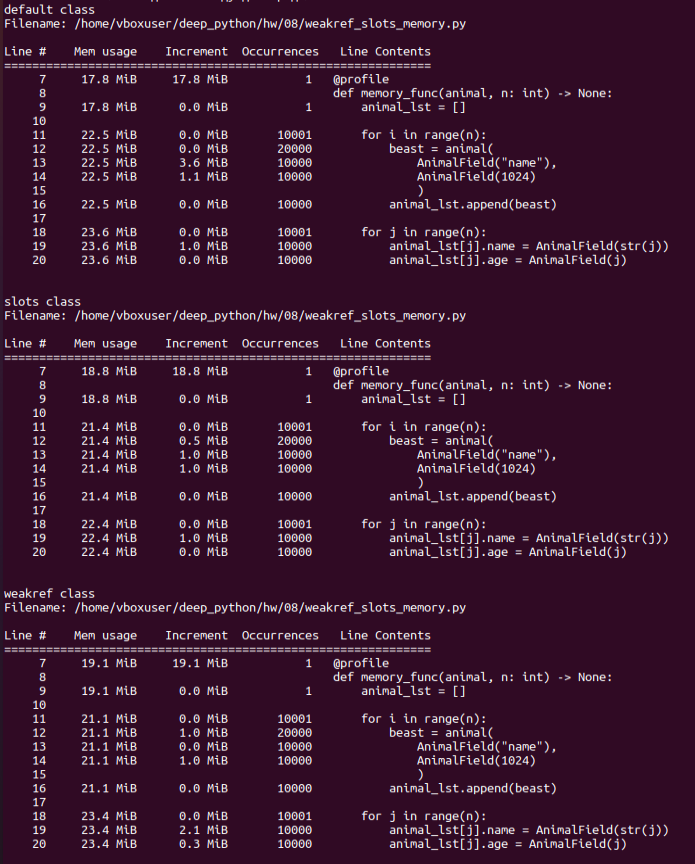 default class
Filename: /home/vboxuser/deep_python/hw/08/weakref_slots_memory.py

Line #    Mem usage    Increment  Occurrences   Line Contents
=============================================================
     7     17.8 MiB     17.8 MiB           1   @profile
     8                                         def memory_func(animal, n: int) -> None:
     9     17.8 MiB      0.0 MiB           1       animal_lst = []
    10
    11     22.5 MiB      0.0 MiB       10001       for i in range(n):
    12     22.5 MiB      0.0 MiB       20000           beast = animal(
    13     22.5 MiB      3.6 MiB       10000               AnimalField("name"),
    14     22.5 MiB      1.1 MiB       10000               AnimalField(1024)
    15                                                     )
    16     22.5 MiB      0.0 MiB       10000           animal_lst.append(beast)
    17
    18     23.6 MiB      0.0 MiB       10001       for j in range(n):
    19     23.6 MiB      1.0 MiB       10000           animal_lst[j].name = AnimalField(str(j))
    20     23.6 MiB      0.0 MiB       10000           animal_lst[j].age = AnimalField(j)

slots class
Filename: /home/vboxuser/deep_python/hw/08/weakref_slots_memory.py

Line #    Mem usage    Increment  Occurrences   Line Contents
=============================================================
     7     18.8 MiB     18.8 MiB           1   @profile
     8                                         def memory_func(animal, n: int) -> None:
     9     18.8 MiB      0.0 MiB           1       animal_lst = []
    10
    11     21.4 MiB      0.0 MiB       10001       for i in range(n):
    12     21.4 MiB      0.5 MiB       20000           beast = animal(
    13     21.4 MiB      1.0 MiB       10000               AnimalField("name"),
    14     21.4 MiB      1.0 MiB       10000               AnimalField(1024)
    15                                                     )
    16     21.4 MiB      0.0 MiB       10000           animal_lst.append(beast)
    17
    18     22.4 MiB      0.0 MiB       10001       for j in range(n):
    19     22.4 MiB      1.0 MiB       10000           animal_lst[j].name = AnimalField(str(j))
    20     22.4 MiB      0.0 MiB       10000           animal_lst[j].age = AnimalField(j)

weakref class
Filename: /home/vboxuser/deep_python/hw/08/weakref_slots_memory.py

Line #    Mem usage    Increment  Occurrences   Line Contents
=============================================================
     7     19.1 MiB     19.1 MiB           1   @profile
     8                                         def memory_func(animal, n: int) -> None:
     9     19.1 MiB      0.0 MiB           1       animal_lst = []
    10
    11     21.1 MiB      0.0 MiB       10001       for i in range(n):
    12     21.1 MiB      1.0 MiB       20000           beast = animal(
    13     21.1 MiB      0.0 MiB       10000               AnimalField("name"),
    14     21.1 MiB      1.0 MiB       10000               AnimalField(1024)
    15                                                     )
    16     21.1 MiB      0.0 MiB       10000           animal_lst.append(beast)
    17
    18     23.4 MiB      0.0 MiB       10001       for j in range(n):
    19     23.4 MiB      2.1 MiB       10000           animal_lst[j].name = AnimalField(str(j))
    20     23.4 MiB      0.3 MiB       10000           animal_lst[j].age = AnimalField(j)